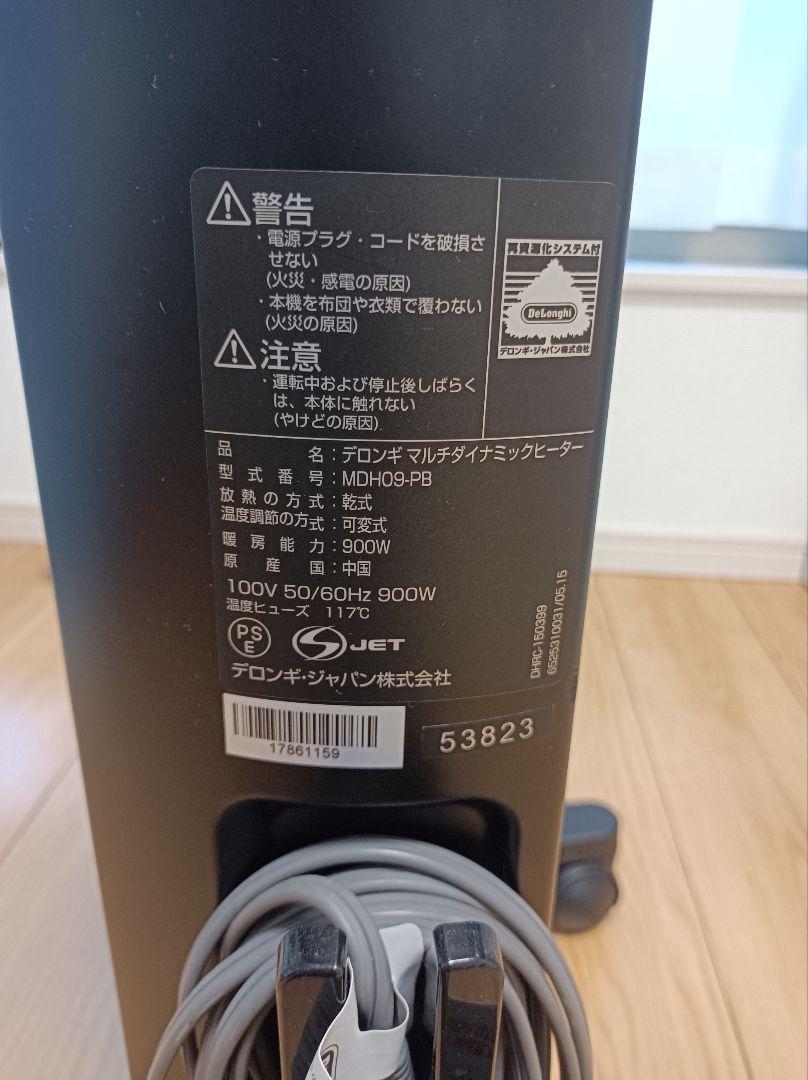 警告
・電源プラグ・コードを破損さ
せない
(火災・感電の原因)
・本機を布団や衣類で覆わない
(火災の原因)
注意
・運転中および停止後しばらく
は、本体に触れない
(やけどの原因).
再資源化システム付
DeLonghi
デロンギ・ジャパン株式会社
品名:デロンギ マルチダイナミックヒーター
型式番号:MDH09-PB
放熱の方式:乾式
温度調節の方式:可変式
暖房能力:900W
原産国:中国
100V 50/60Hz 900W
温度ヒューズ 117℃
PSE
JET
デロンギ・ジャパン株式会社
DHRC-150399
6525310031/05.15
17861159
53823